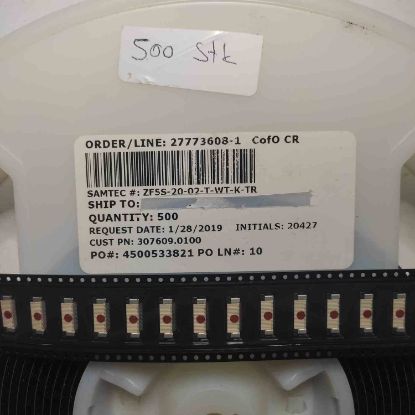 500 Stk
ORDER/LINE: 27773608-1 CofO CR
SAMTEC #: ZF5S-20-02-T-WT-K-TR
SHIP TO:
QUANTITY: 500
REQUEST DATE: 1/28/2019 INITIALS: 20427
CUST PN: 307609.0100
PO#: 4500533821 PO LN#: 10